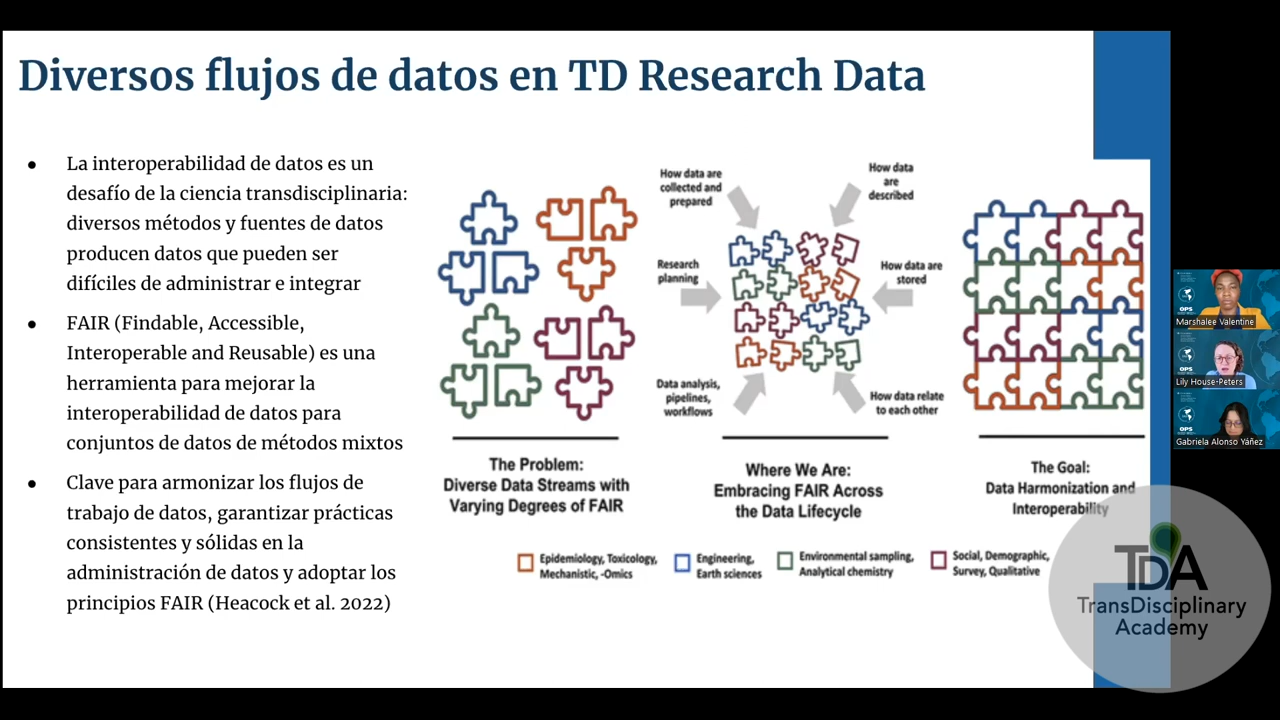 Diversos flujos de datos en TD Research Data
● La interoperabilidad de datos es un
desafío de la ciencia transdisciplinaria:
diversos métodos y fuentes de datos
producen datos que pueden ser
difíciles de administrar e integrar
● FAIR (Findable, Accessible,
Interoperable and Reusable) es una
herramienta para mejorar la
interoperabilidad de datos para
conjuntos de datos de métodos mixtos
● Clave para armonizar los flujos de
trabajo de datos, garantizar prácticas
consistentes y sólidas en la
administración de datos y adoptar los
principios FAIR (Heacock et al. 2022)
The Problem:
Diverse Data Streams with
Varying Degrees of FAIR
How data are
collected and
prepared
How data
are
described
Research
planning
How data are
stored
Data analysis,
pipelines,
workflows
How data relate
to each other
Where We Are:
Embracing FAIR Across
the Data Lifecycle
The Goal:
Data Harmonization and
Interoperability
Epidemiology, Toxicology,
Mechanistic, -Omics
Engineering,
Earth sciences
Environmental sampling,
Analytical chemistry
Social, Demographic,
Survey, Qualitative
OPS
Marshalee Valentine
OPS
Lily House-Peters
OPS
Gabriela Alonso Yáñez
TDA
TransDisciplinary
Academy